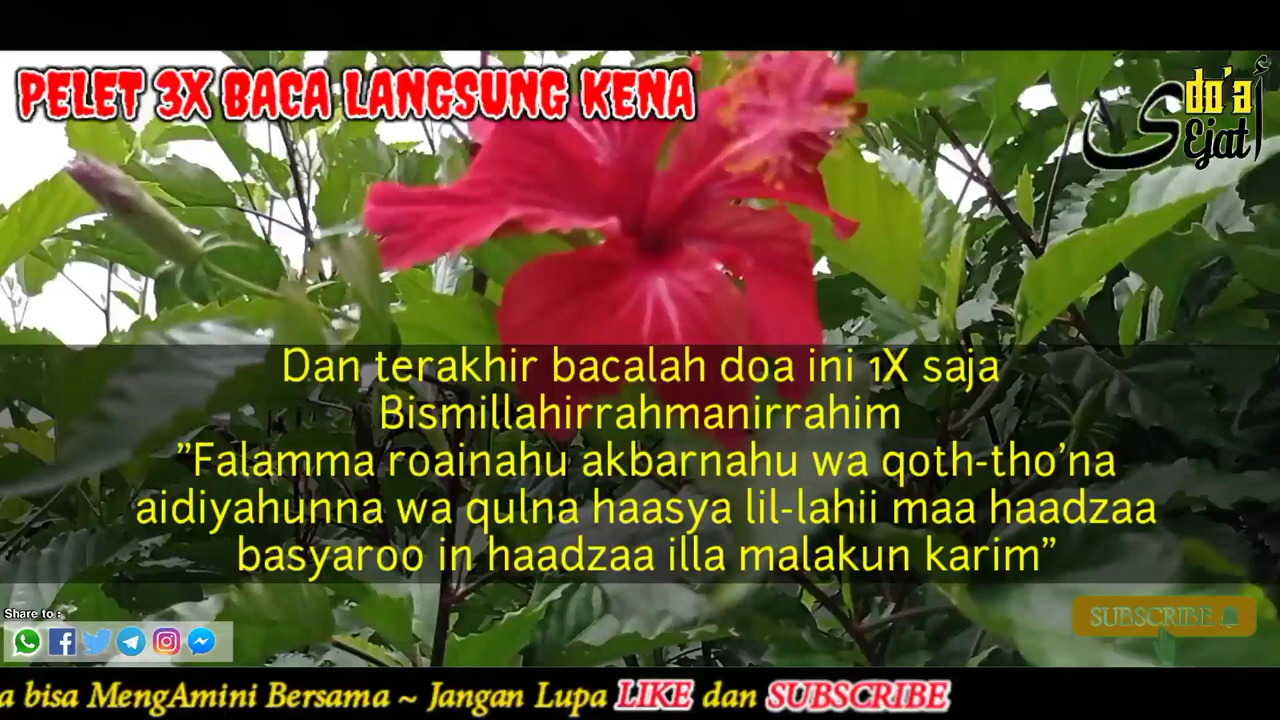 PELET 3X BACA LANGSUNG KENA
do'a
Ejati
Dan terakhir bacalah doa ini 1X saja
Bismillahirrahmanirrahim
"Falamma roainahu akbarnahu wa qoth-tho'na
aidiyahunna wa qulna haasya lil-lahii maa haadzaa
basyaroo in haadzaa illa malakun karim"
Share to :
SUBSCRIBE
a bisa MengAmini Bersama ~ Jangan Lupa LIKE dan SUBSCRIBE